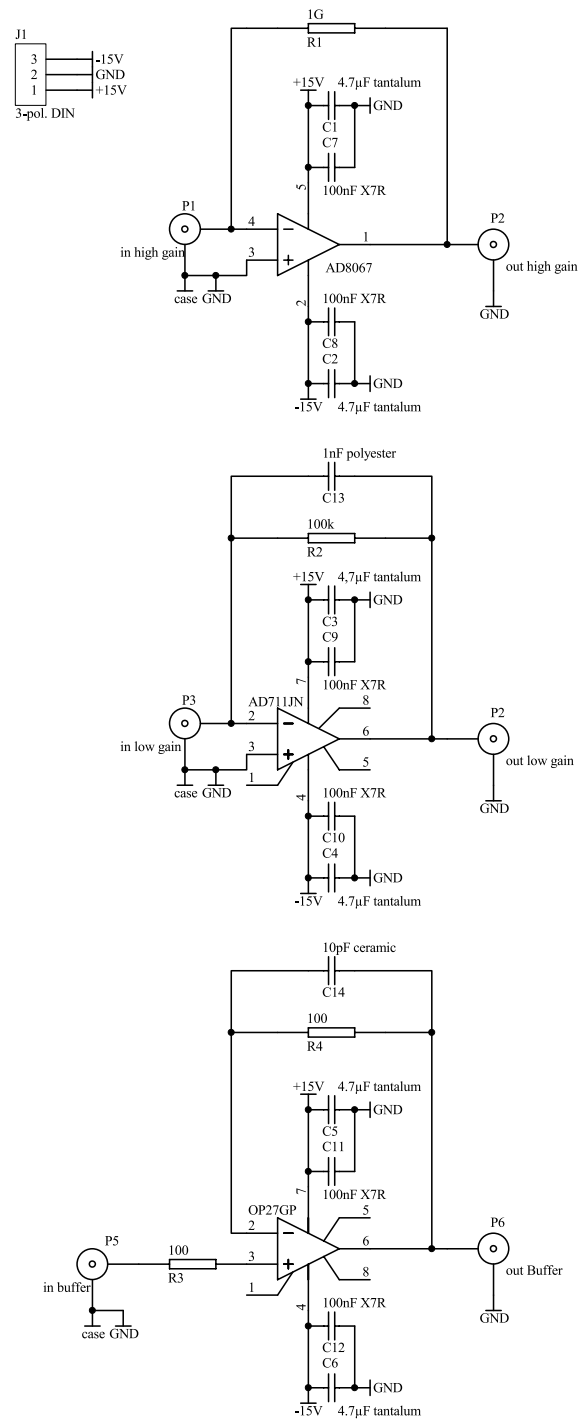 J1
3 -15V
2 GND
1 +15V
3-pol. DIN
1G
R1
+15V 4.7µF tantalum
GND
C1
C7
100nF X7R
5
P1
in high gain
4
3
case GND
1
AD8067
P2
out high gain
GND
2
100nF X7R
C8
C2
GND
-15V 4.7µF tantalum
1nF polyester
C13
100k
R2
+15V 4,7µF tantalum
GND
C3
C9
100nF X7R
7
P3
in low gain
AD711JN
2
3
case GND
1
8
6
5
P2
out low gain
GND
4
100nF X7R
C10
C4
GND
-15V 4.7µF tantalum
10pF ceramic
C14
100
R4
+15V 4.7µF tantalum
GND
C5
C11
100nF X7R
7
OP27GP
2
P5
in buffer
100
R3
3
case GND
1
5
6
8
P6
out Buffer
GND
4
100nF X7R
C12
C6
GND
-15V 4.7µF tantalum